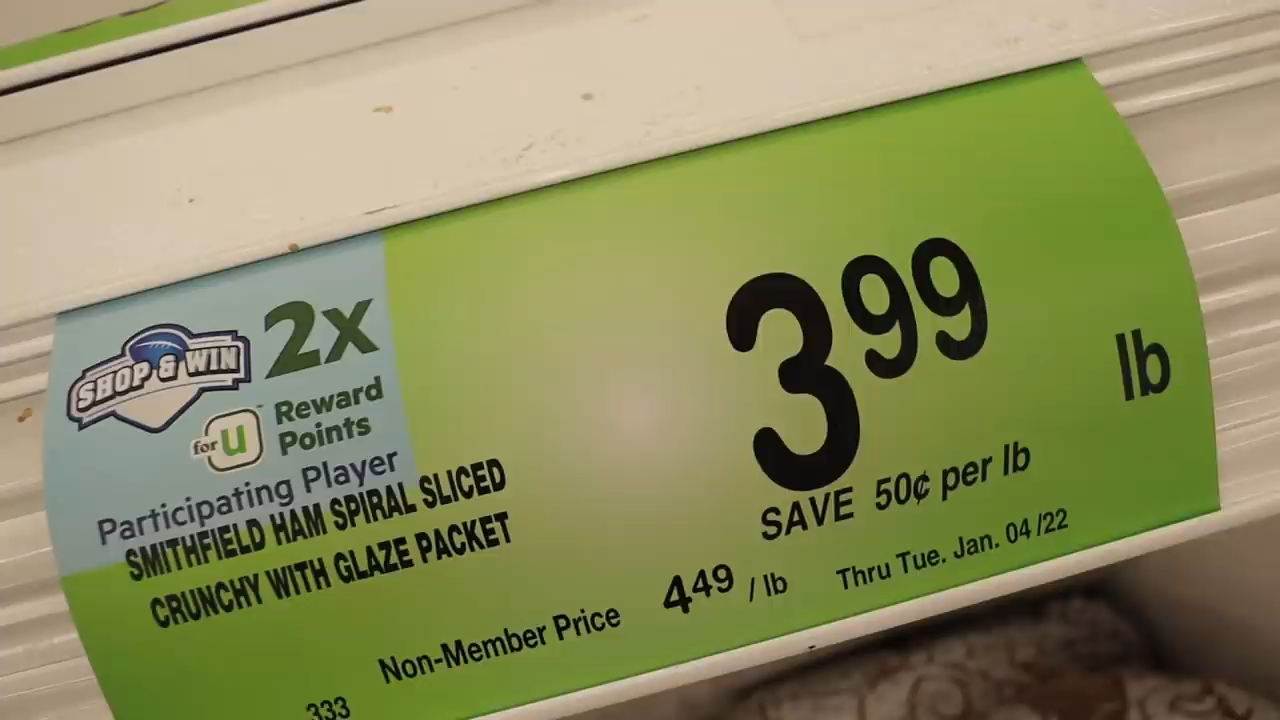 SHOP & WIN
2x
for U
Reward
Points
Participating Player
SMITHFIELD HAM SPIRAL SLICED
CRUNCHY WITH GLAZE PACKET
3 99
lb
SAVE 50¢ per lb
Non-Member Price 4 49 / lb Thru Tue. Jan. 04/22
333